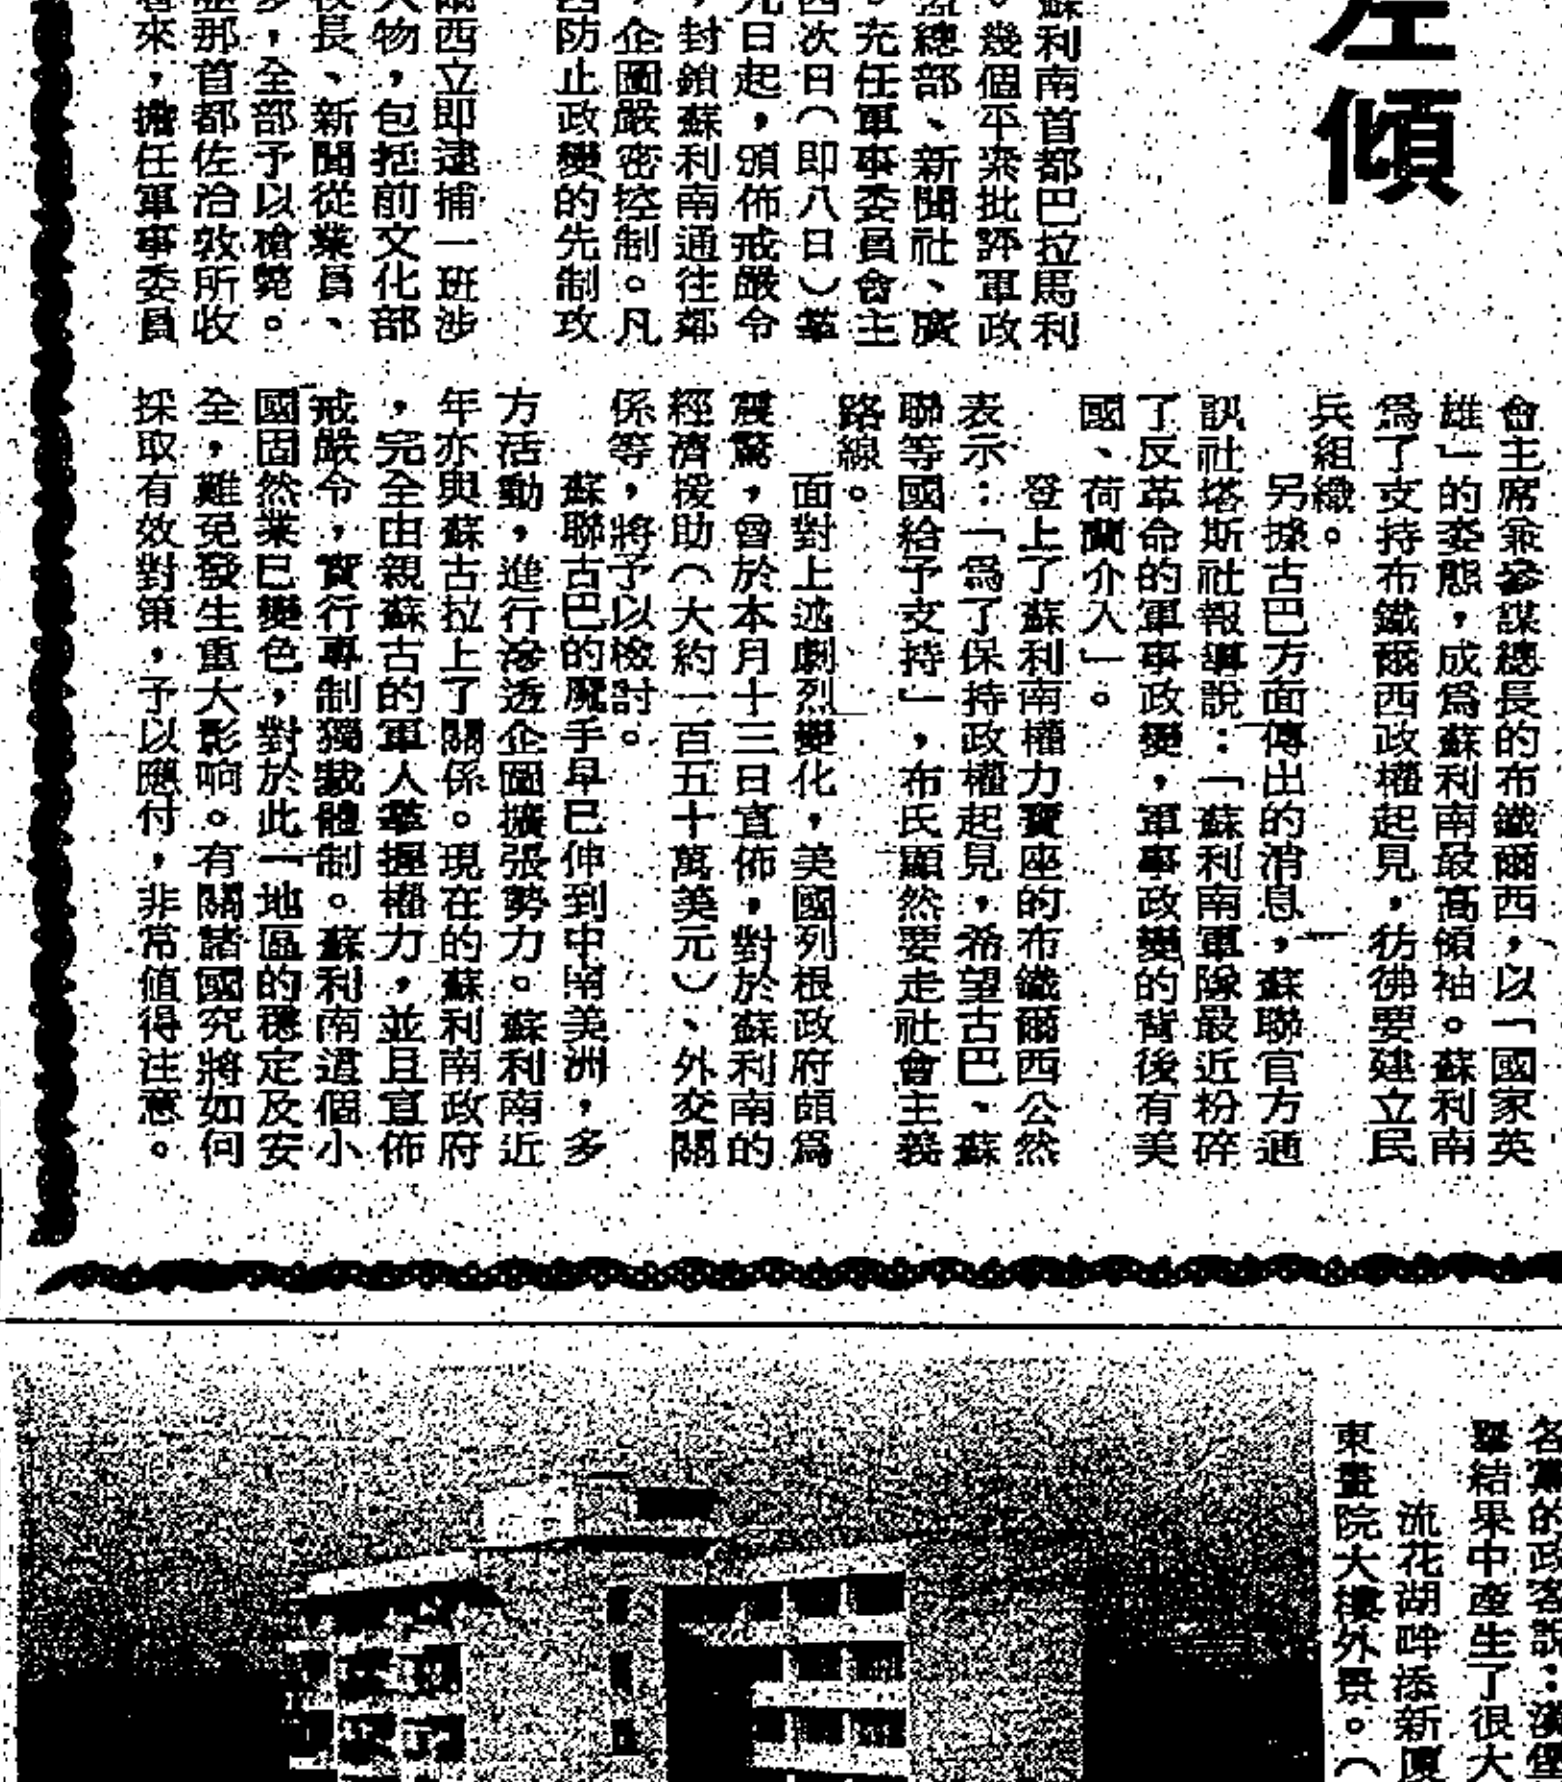 左傾
蘇利南首都巴拉馬利
。幾個平素批評軍政
盟總部、新聞社、廣
。充任軍事委員會主
四次日（即八日）華
九日起，頒佈戒嚴令
，封鎖蘇利南通往鄰
，企圖嚴密控制。凡
西防止政變的先制攻
爾西立即逮捕一班涉
人物，包括前文化部
校長、新聞從業員、
多，全部予以槍斃。
亞那首都佐治敦所收
看來，擔任軍事委員
會主席兼參謀總長的布鐵爾西，以「國家英
雄」的姿態，成爲蘇利南最高領袖。蘇利南
爲了支持布鐵爾西政權起見，彷彿要建立民
兵組織。
另據古巴方面傳出的消息，蘇聯官方通
訊社塔斯社報導說：「蘇利南軍隊最近粉碎
了反革命的軍事政變，軍事政變的背後有美
國、荷蘭介入」。
登上了蘇利南權力寶座的布鐵爾西公然
表示：「爲了保持政權起見，希望古巴、蘇
聯等國給予支持」，布氏顯然要走社會主義
路線。
面對上述劇烈變化，美國列根政府頗爲
震驚，曾於本月十三日宣佈，對於蘇利南的
經濟援助（大約一百五十萬美元）、外交關
係等，將予以檢討。
蘇聯古巴的魔手早已伸到中南美洲，多
方活動，進行滲透企圖擴張勢力。蘇利南近
年亦與蘇古拉上了關係。現在的蘇利南政府
，完全由親蘇古的軍人掌握權力，並且宣佈
戒嚴令，實行專制獨裁體制。蘇利南這個小
國固然業已變色，對於此一地區的穩定及安
全，難免發生重大影响。有關諸國究將如何
採取有效對策，予以應付，非常值得注意。
各黨的政客說：漢堡
舉結果中產生了很大
流花湖畔添新厦
東畫院大樓外景。（